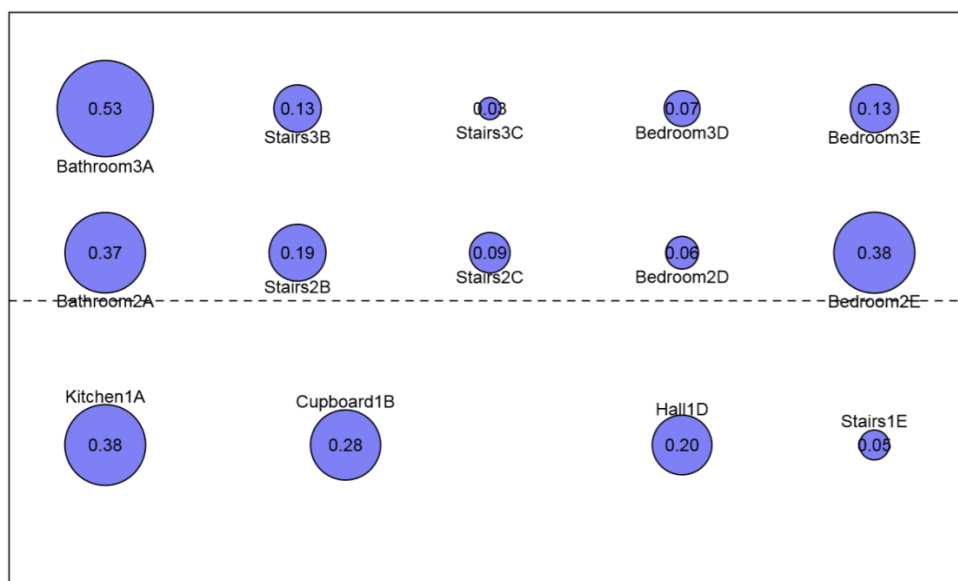 0.53 0.13 0.03 0.07 0.13
Bathroom3A Stairs3B Stairs3C Bedroom3D Bedroom3E
0.37 0.19 0.09 0.06 0.38
Bathroom2A Stairs2B Stairs2C Bedroom2D Bedroom2E
Kitchen1A Cupboard1B Hall1D Stairs1E
0.38 0.28 0.20 0.05